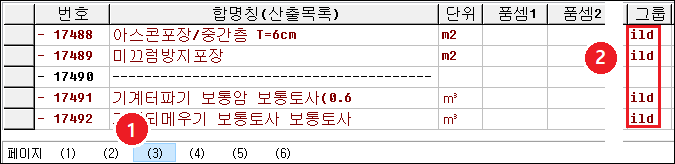 번호 합명칭(산출목록) 단위 품셈1 품셈2 그룹
- 17488 아스콘포장/중간층 T=6cm m2 ild
- 17489 미끄럼방지포장 m2 ild
- 17490 -----------------------------------
- 17491 기계터파기 보통암 보통토사(0.6 ㎥ ild
- 17492 되메우기 보통토사 보통토사 ㎥ ild
1
2
페이지 (1) (2) (3) (4) (5) (6)